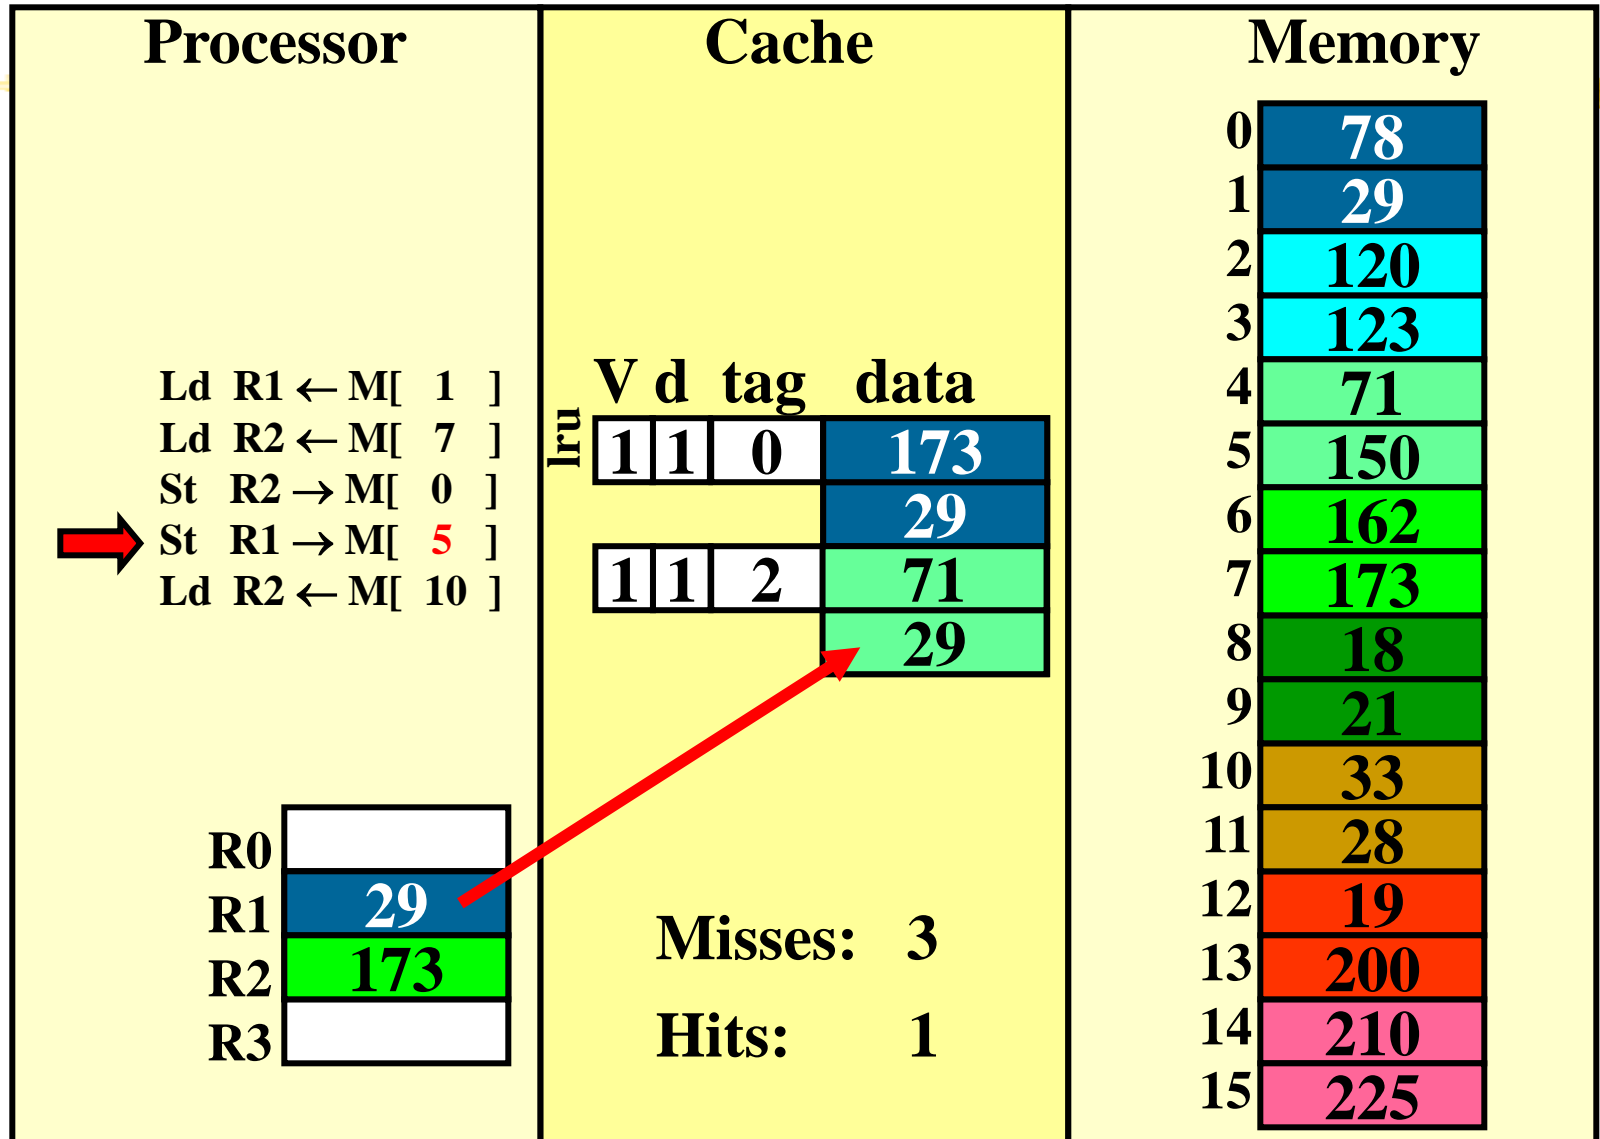 Processor
Ld R1 ← M[ 1 ]
Ld R2 ← M[ 7 ]
St R2 → M[ 0 ]
St R1 → M[ 5 ]
Ld R2 ← M[ 10 ]
R0
R1 29
R2 173
R3
Cache
V d tag data
lru
1 1 0 173
29
1 1 2 71
29
Misses: 3
Hits: 1
Memory
0 78
1 29
2 120
3 123
4 71
5 150
6 162
7 173
8 18
9 21
10 33
11 28
12 19
13 200
14 210
15 225